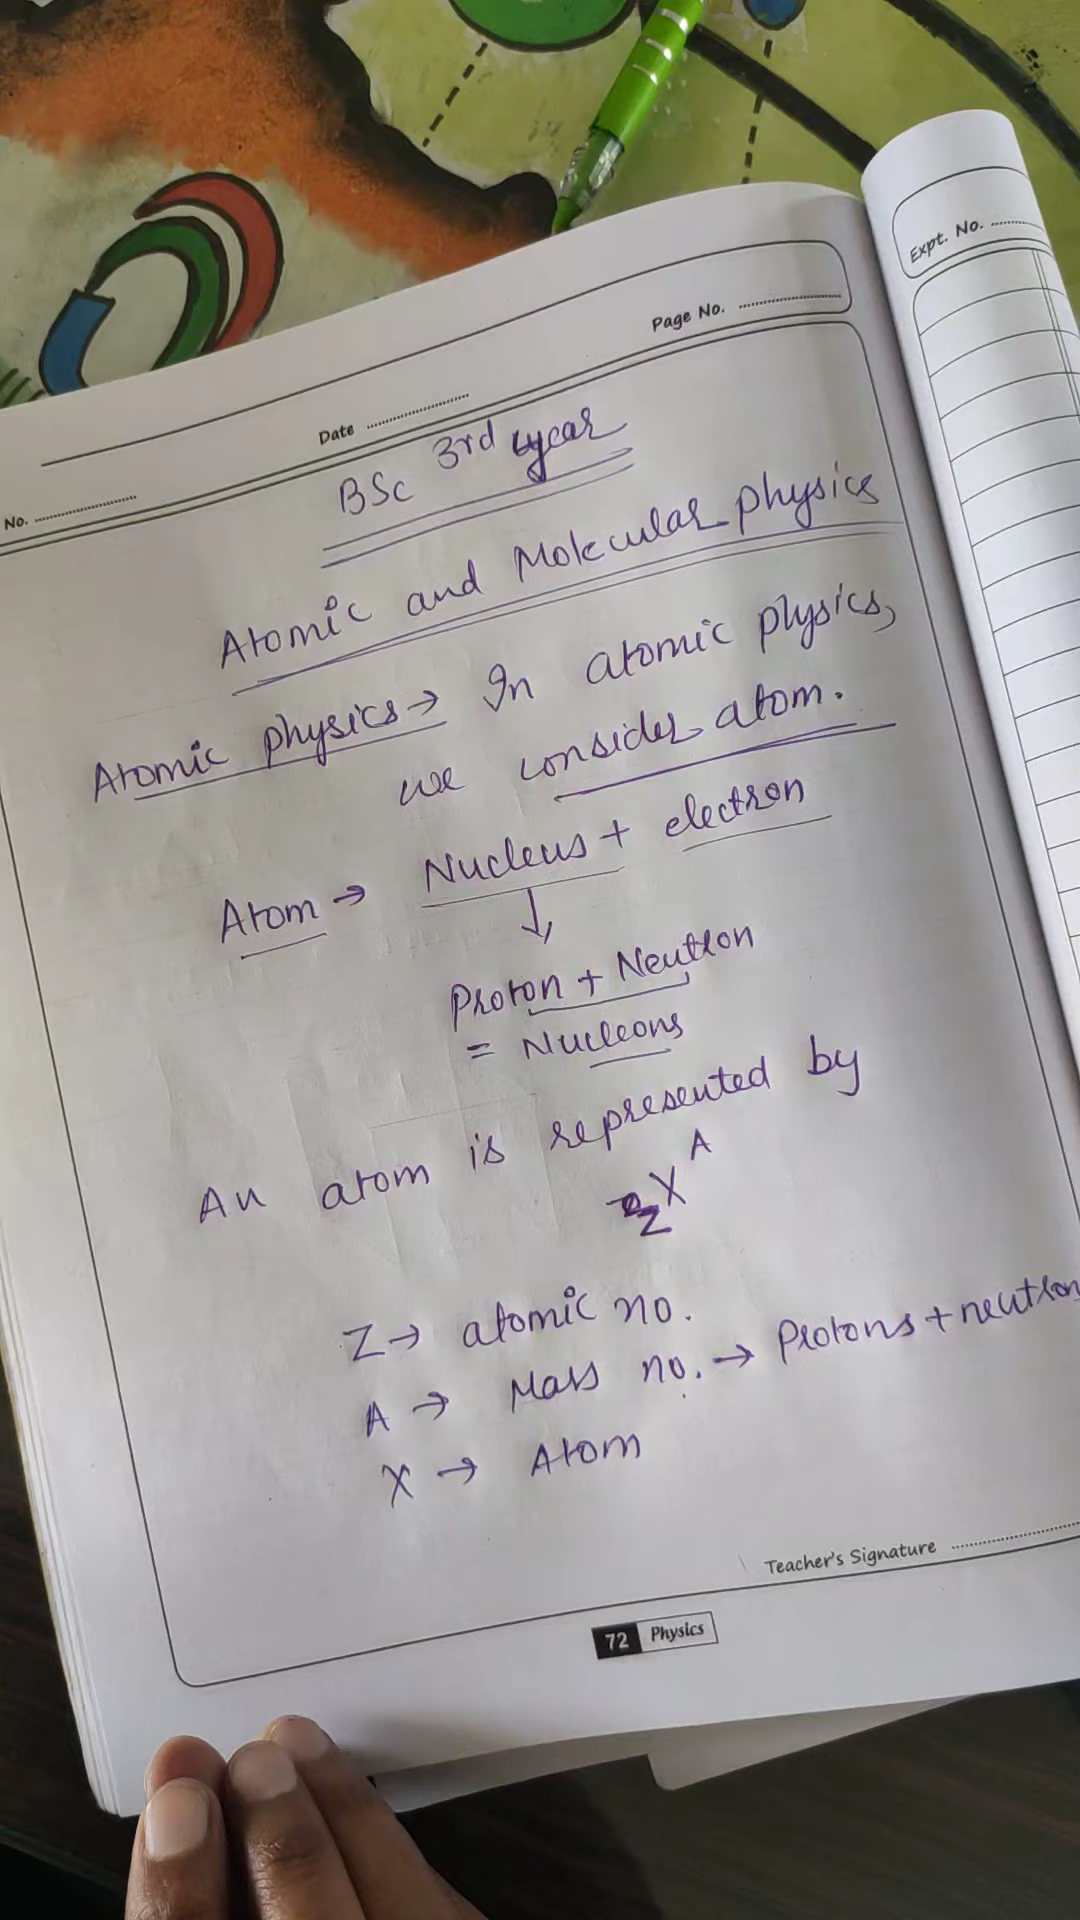 Expt. No.
Page No.
Date
No.
BSc 3rd year
Atomic and Molecular physics
Atomic physics → In atomic physics,
we consider atom.
Atom → Nucleus + electron
↓
Proton + Neutron
= Nucleons
An atom is represented by
zX^A
Z → atomic no.
A → Mass no. → Protons + neutron
X → Atom
Teacher's Signature
72 Physics